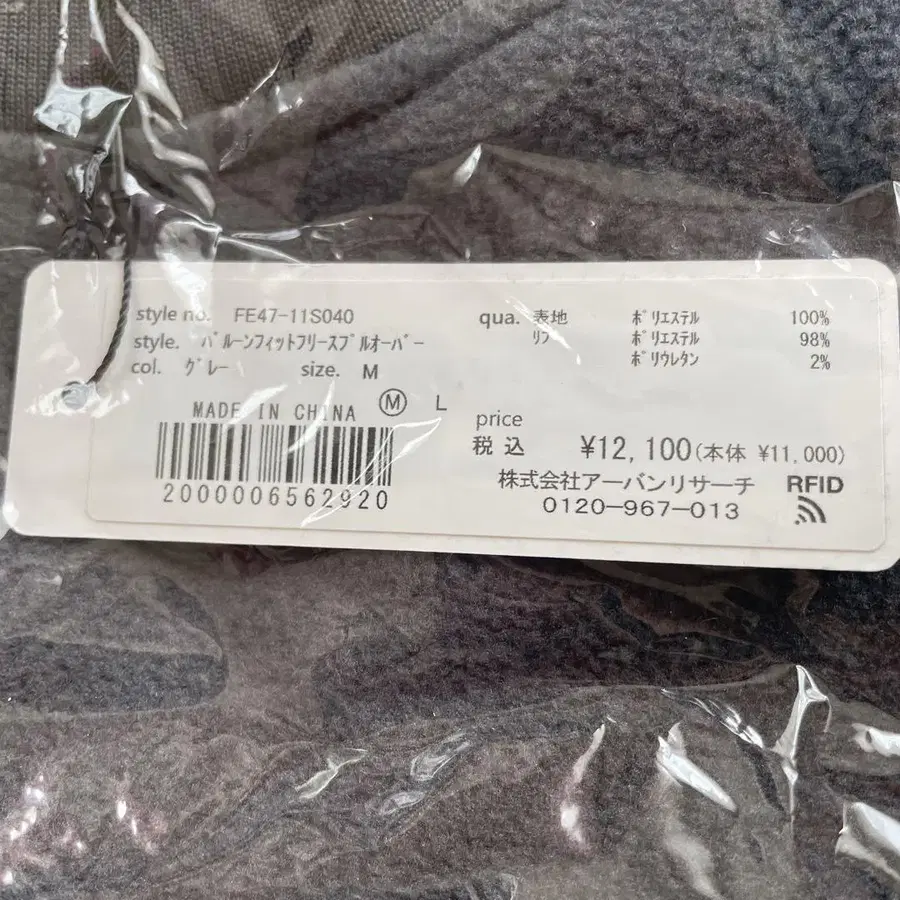 style no. FE47-11S040
style. バルーンフィットフリースプルオーバー
col. グレー size. M
MADE IN CHINA Ⓜ L
2000006562920
qua. 表地 ポリエステル 100%
リブ ポリエステル 98%
ポリウレタン 2%
price
税込 ¥12,100(本体 ¥11,000)
株式会社アーバンリサーチ RFID
0120-967-013